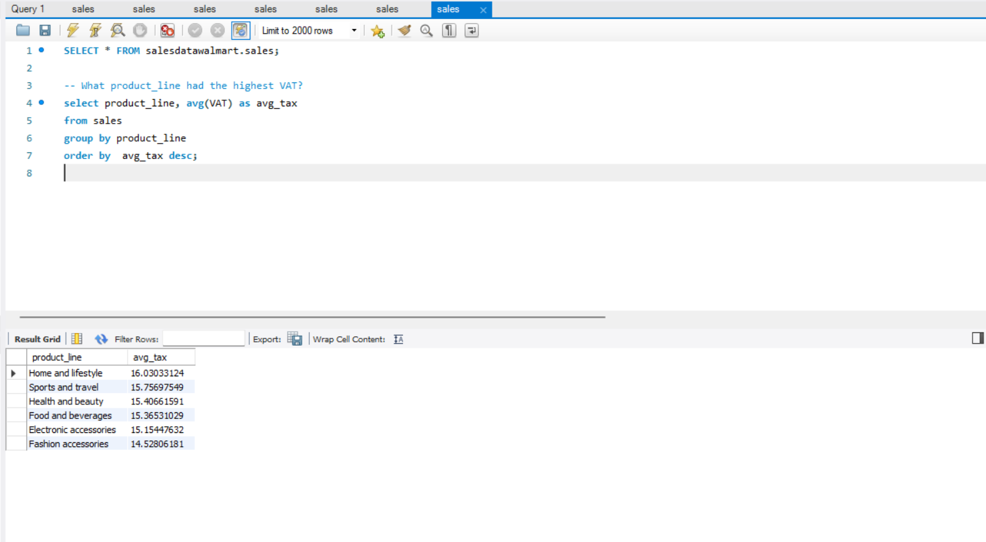 Query 1 sales sales sales sales sales sales sales
Limit to 2000 rows
1 SELECT * FROM salesdatawalmart.sales;
2
3 -- What product_line had the highest VAT?
4 select product_line, avg(VAT) as avg_tax
5 from sales
6 group by product_line
7 order by  avg_tax desc;
8
Result Grid Filter Rows: Export: Wrap Cell Content:
product_line avg_tax
Home and lifestyle 16.03033124
Sports and travel 15.75697549
Health and beauty 15.40661591
Food and beverages 15.36531029
Electronic accessories 15.15447632
Fashion accessories 14.52806181